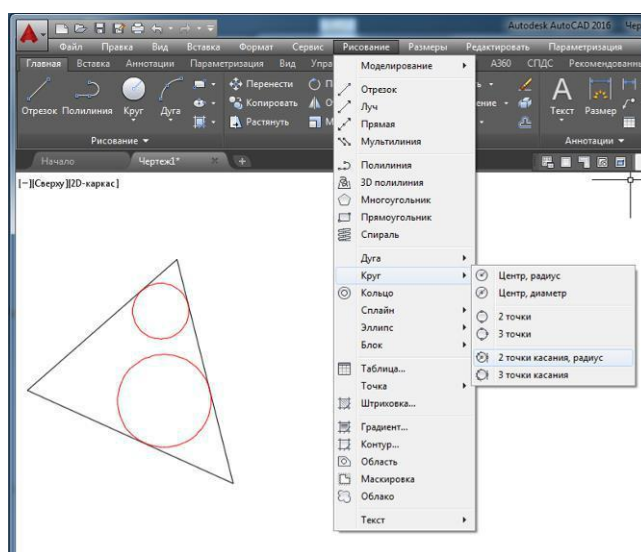 Autodesk AutoCAD 2016 Чер
Файл Правка Вид Вставка Формат Сервис Рисование Размеры Редактировать Параметризация
Главная Вставка Аннотации Параметризация Вид Упра A360 СПДС Рекомендованны
Перенести
Копировать
Растянуть
Отрезок Полилиния Круг Дуга
Текст Размер
Рисование
Аннотации
Начало Чертеж1*
[−][Сверху][2D-каркас]
Моделирование
Отрезок
Луч
Прямая
Мультилиния
Полилиния
3D полилиния
Многоугольник
Прямоугольник
Спираль
Дуга
Круг
Кольцо
Сплайн
Эллипс
Блок
Таблица...
Точка
Штриховка...
Градиент...
Контур...
Область
Маскировка
Облако
Текст
Центр, радиус
Центр, диаметр
2 точки
3 точки
2 точки касания, радиус
3 точки касания